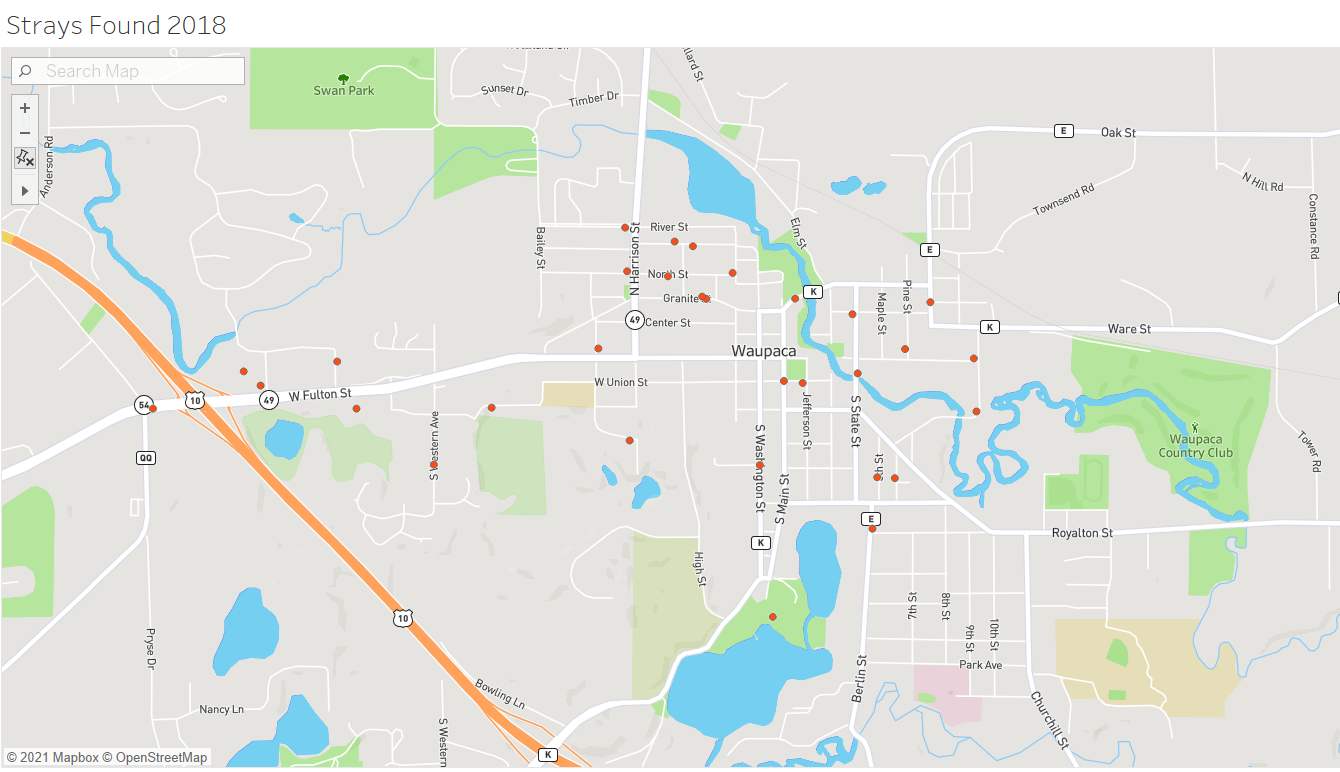 Strays Found 2018
Search Map
Swan Park
Sunset Dr
Timber Dr
Anderson Rd
E
Oak St
N Hill Rd
Townsend Rd
Constance Rd
Elm St
River St
Bailey St
N Harrison St
E
North St
K
Pine St
Maple St
Granite
49
Center St
K
Ware St
Waupaca
W Union St
W Fulton St
54
10
49
Jefferson St
S State St
S Western Ave
S Washington St
Waupaca
Country Club
Tower Rd
QQ
S Main St
E
Royalton St
K
High St
10
7th St
8th St
9th St
10th St
Park Ave
Pryse Dr
Berlin St
Bowling Ln
Nancy Ln
Churchill St
S Western
K
© 2021 Mapbox © OpenStreetMap